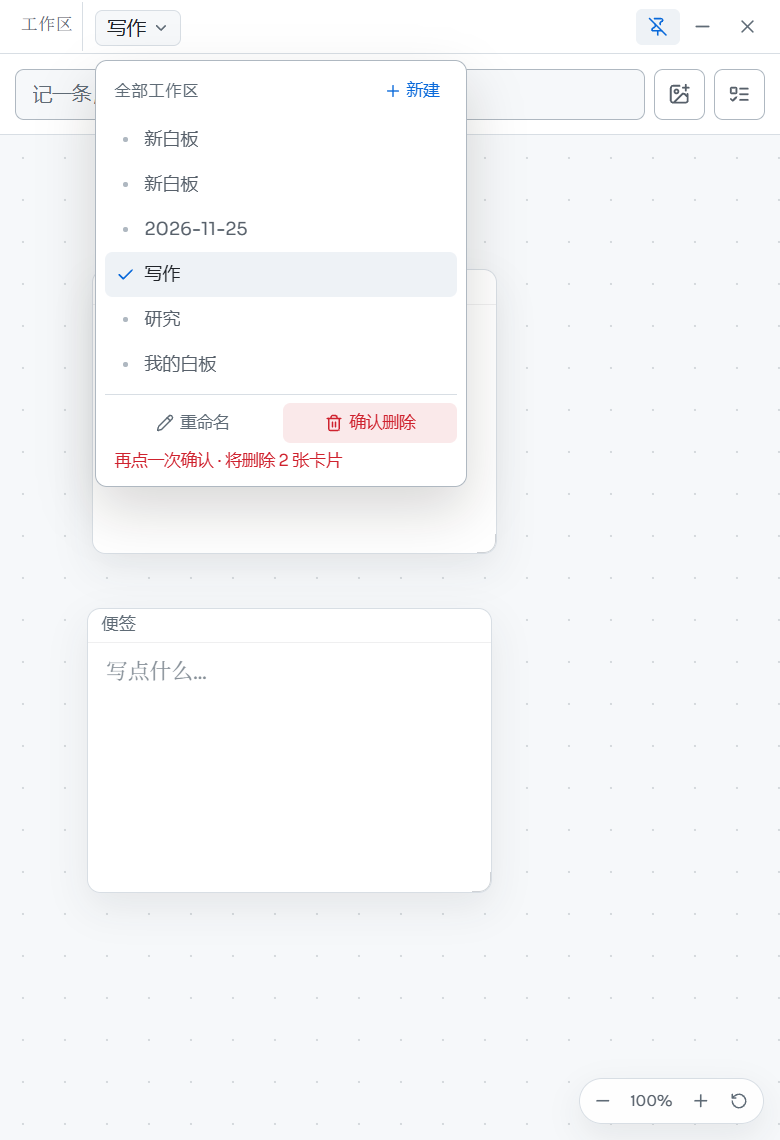 工作区
写作
记一条
全部工作区
新建
新白板
新白板
2026-11-25
写作
研究
我的白板
重命名
确认删除
再点一次确认 · 将删除 2 张卡片
便签
写点什么...
100%